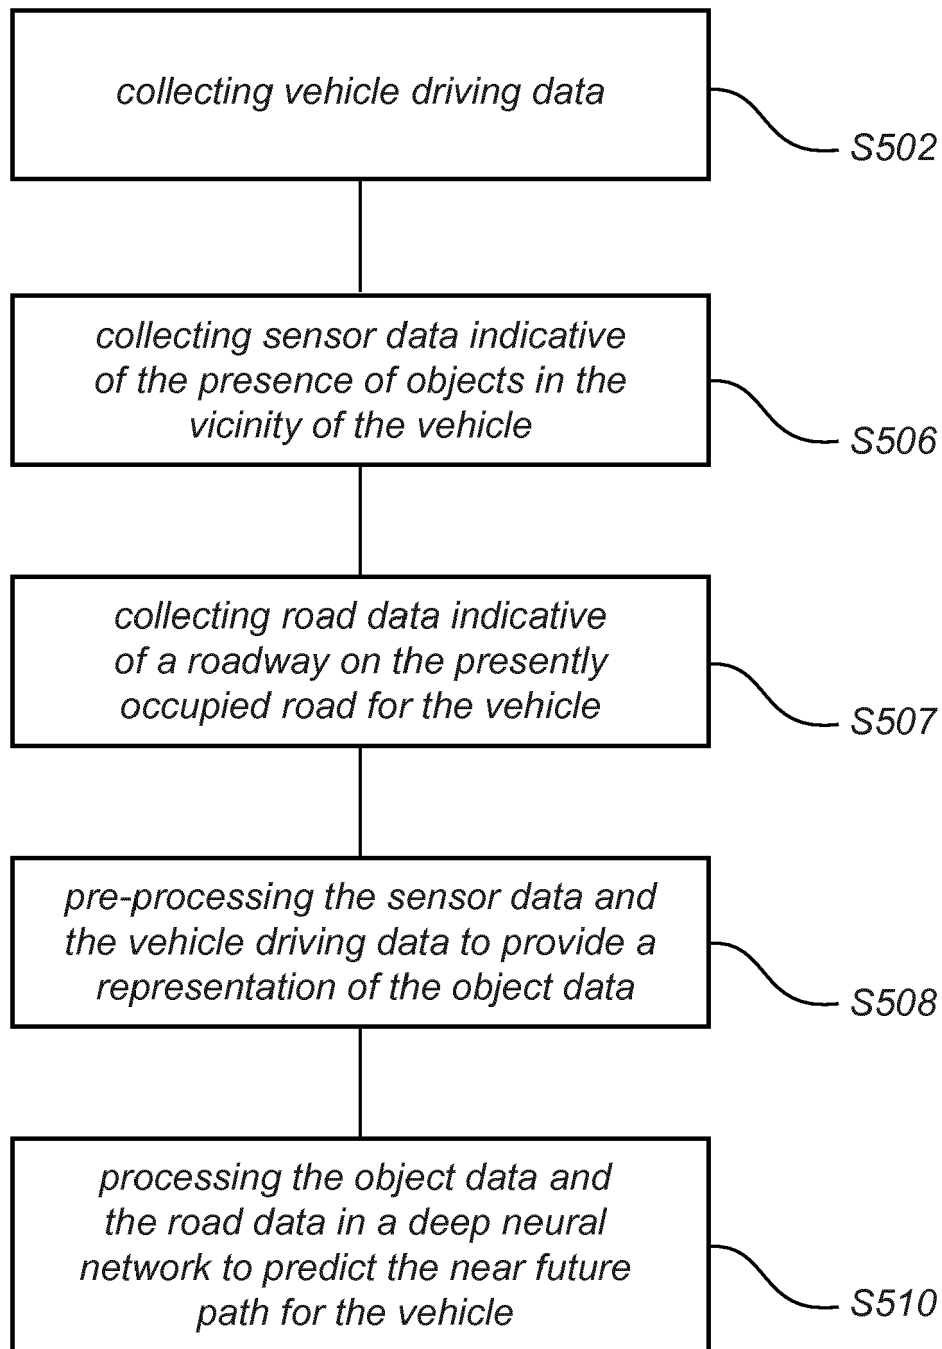 collecting vehicle driving data
S502
collecting sensor data indicative
of the presence of objects in the
vicinity of the vehicle
S506
collecting road data indicative
of a roadway on the presently
occupied road for the vehicle
S507
pre-processing the sensor data and
the vehicle driving data to provide a
representation of the object data
S508
processing the object data and
the road data in a deep neural
network to predict the near future
path for the vehicle
S510